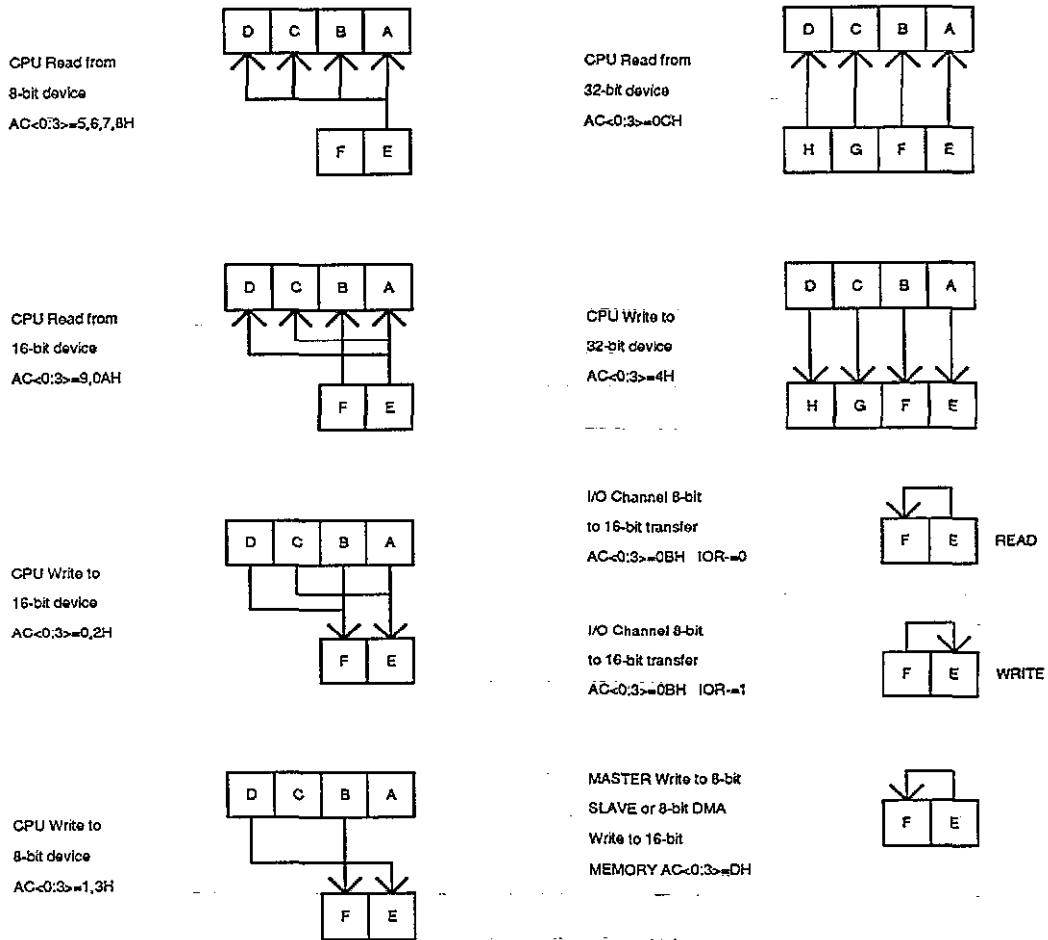 D C B A
CPU Read from
8-bit device
AC<0:3>=5,6,7,8H
F E
D C B A
CPU Read from
16-bit device
AC<0:3>=9,0AH
F E
D C B A
CPU Write to
16-bit device
AC<0:3>=0,2H
F E
D C B A
CPU Write to
8-bit device
AC<0:3>=1,3H
F E
D C B A
CPU Read from
32-bit device
AC<0:3>=0CH
H G F E
D C B A
CPU Write to
32-bit device
AC<0:3>=4H
H G F E
I/O Channel 8-bit
to 16-bit transfer
AC<0:3>=0BH IOR-=0
F E READ
I/O Channel 8-bit
to 16-bit transfer
AC<0:3>=0BH IOR-=1
F E WRITE
MASTER Write to 8-bit
SLAVE or 8-bit DMA
Write to 16-bit
MEMORY AC<0:3>=DH
F E